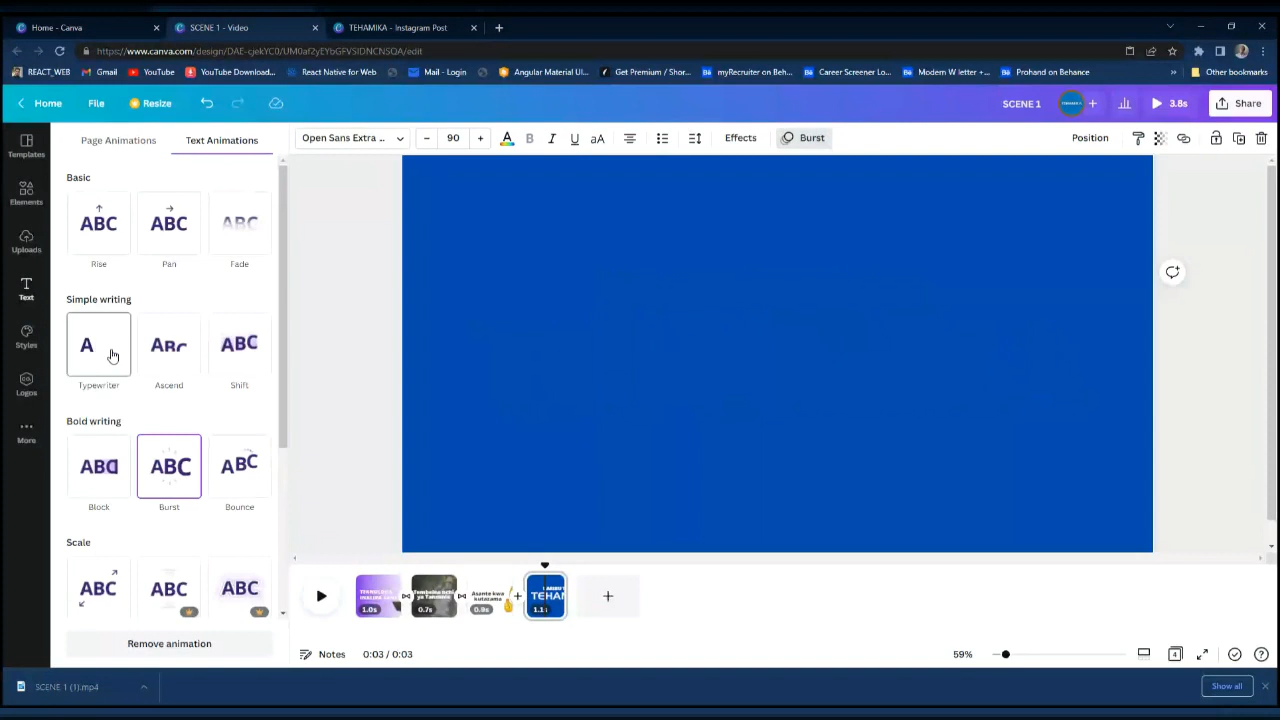 Home - Canva
SCENE 1 - Video
TEHAMIKA - Instagram Post
https://www.canva.com/design/DAE-cjekYC0/UM0af2yEYbGFVSIDNCNSQA/edit
REACT_WEB
Gmail
YouTube
YouTube Download...
React Native for Web
Mail - Login
Angular Material UI...
Get Premium / Shor...
myRecruiter on Beh...
Career Screener Lo...
Modern W letter +...
Prohand on Behance
Other bookmarks
Home
File
Resize
SCENE 1
3.8s
Share
Templates
Elements
Uploads
Text
Styles
Logos
More
Page Animations
Text Animations
Open Sans Extra ...
90
A
B
I
U
aA
Effects
Burst
Position
Basic
ABC
ABC
ABC
Rise
Pan
Fade
Simple writing
A
ABC
ABC
Typewriter
Ascend
Shift
Bold writing
ABC
ABC
ABC
Block
Burst
Bounce
Scale
ABC
ABC
ABC
Remove animation
1.0s
0.7s
Asante kwa
kutazama
0.9s
1.1s
Notes
0:03 / 0:03
59%
4
SCENE 1 (1).mp4
Show all